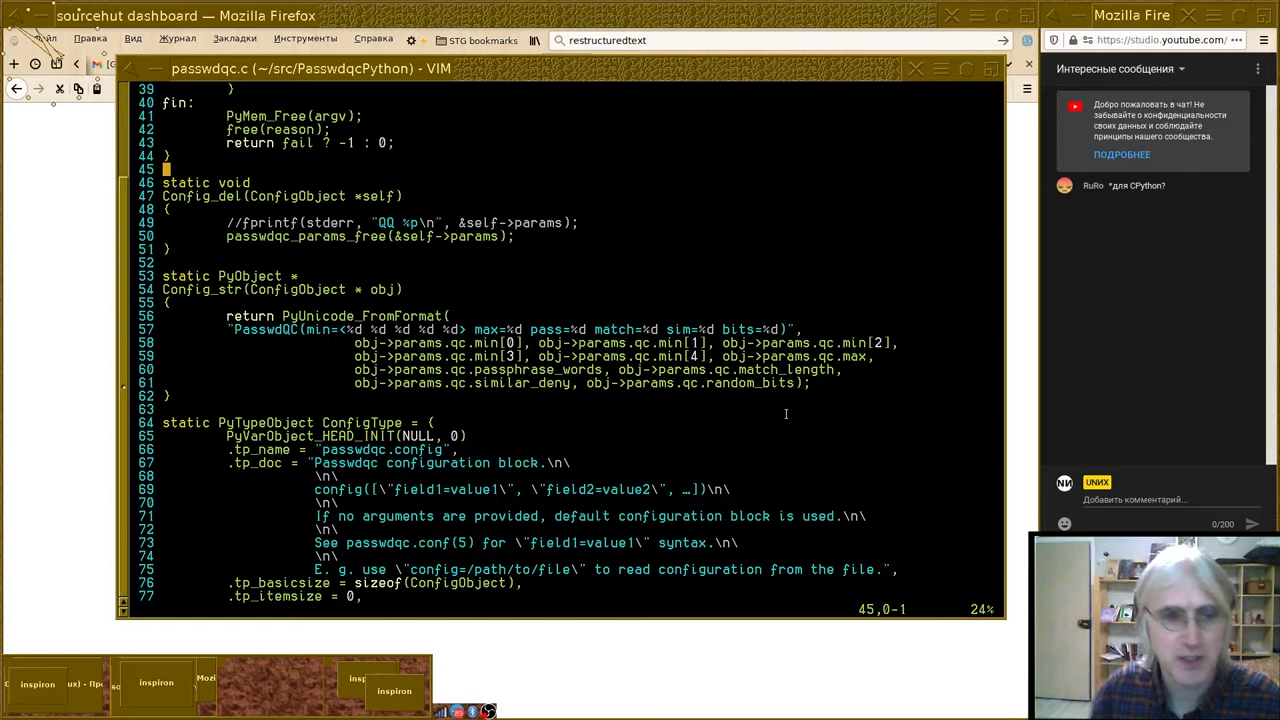 sourcehut dashboard — Mozilla Firefox
Правка Вид Журнал Закладки Инструменты Справка STG bookmarks restructuredtext
passwdqc.c (~/src/PasswdqcPython) - VIM
39 }
40 fin:
41 PyMem_Free(argv);
42 free(reason);
43 return fail ? -1 : 0;
44 }
45
46 static void
47 Config_del(ConfigObject *self)
48 {
49 //fprintf(stderr, "QQ %p\n", &self->params);
50 passwdqc_params_free(&self->params);
51 }
52
53 static PyObject *
54 Config_str(ConfigObject * obj)
55 {
56 return PyUnicode_FromFormat(
57 "PasswdQC(min=<%d %d %d %d %d> max=%d pass=%d match=%d sim=%d bits=%d)",
58 obj->params.qc.min[0], obj->params.qc.min[1], obj->params.qc.min[2],
59 obj->params.qc.min[3], obj->params.qc.min[4], obj->params.qc.max,
60 obj->params.qc.passphrase_words, obj->params.qc.match_length,
61 obj->params.qc.similar_deny, obj->params.qc.random_bits);
62 }
63
64 static PyTypeObject ConfigType = {
65 PyVarObject_HEAD_INIT(NULL, 0)
66 .tp_name = "passwdqc.config",
67 .tp_doc = "Passwdqc configuration block.\n\
68 \n\
69 config([\"field1=value1\", \"field2=value2\", …])\n\
70 \n\
71 If no arguments are provided, default configuration block is used.\n\
72 \n\
73 See passwdqc.conf(5) for \"field1=value1\" syntax.\n\
74 \n\
75 E. g. use \"config=/path/to/file\" to read configuration from the file.",
76 .tp_basicsize = sizeof(ConfigObject),
77 .tp_itemsize = 0,
45,0-1 24%
Mozilla Fire
https://studio.youtube.com/
Интересные сообщения
Добро пожаловать в чат! Не
забывайте о конфиденциальности
своих данных и соблюдайте
принципы нашего сообщества.
ПОДРОБНЕЕ
RuRo *для CPython?
NИ UNIX
Добавить комментарий...
0/200
inspiron
inspiron
Mozi
insp
inspiron
89